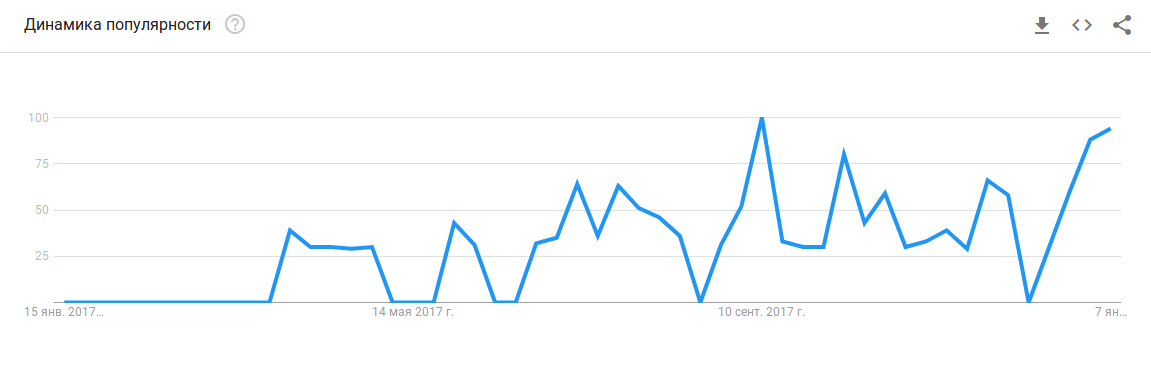 Динамика популярности ?
100
75
50
25
15 янв. 2017…
14 мая 2017 г.
10 сент. 2017 г.
7 ян…